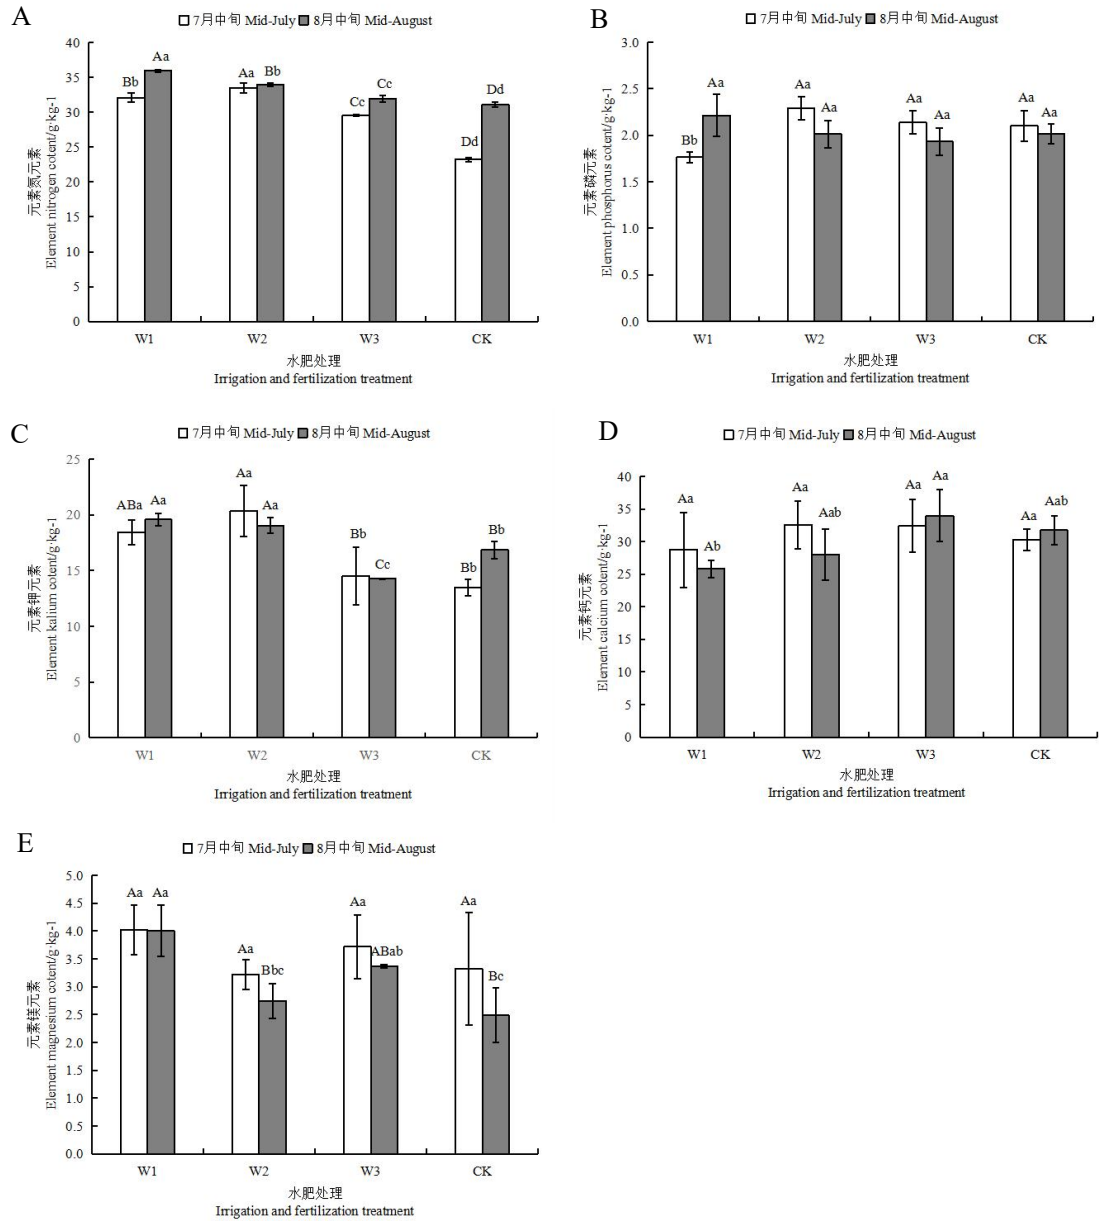 A
7月中旬 Mid-July 8月中旬 Mid-August
40
35
30
25
20
15
10
5
0
元素氮元素
Element nitrogen cotent/g·kg-1
Bb Aa Aa Bb Cc Cc Dd Dd
W1 W2 W3 CK
水肥处理
Irrigation and fertilization treatment
B
7月中旬 Mid-July 8月中旬 Mid-August
3.0
2.5
2.0
1.5
1.0
0.5
0.0
元素磷元素
Element phosphorus cotent/g·kg-1
Bb Aa Aa Aa Aa Aa Aa Aa
W1 W2 W3 CK
水肥处理
Irrigation and fertilization treatment
C
7月中旬 Mid-July 8月中旬 Mid-August
25
20
15
10
5
0
元素钾元素
Element kalium cotent/g·kg-1
ABa Aa Aa Aa Bb Cc Bb Bb
W1 W2 W3 CK
水肥处理
Irrigation and fertilization treatment
D
7月中旬 Mid-July 8月中旬 Mid-August
40
35
30
25
20
15
10
5
0
元素钙元素
Element calcium cotent/g·kg-1
Aa Ab Aa Aab Aa Aa Aa Aab
W1 W2 W3 CK
水肥处理
Irrigation and fertilization treatment
E
7月中旬 Mid-July 8月中旬 Mid-August
5.0
4.5
4.0
3.5
3.0
2.5
2.0
1.5
1.0
0.5
0.0
元素镁元素
Element magnesium cotent/g·kg-1
Aa Aa Aa Bbc Aa ABab Aa Bc
W1 W2 W3 CK
水肥处理
Irrigation and fertilization treatment